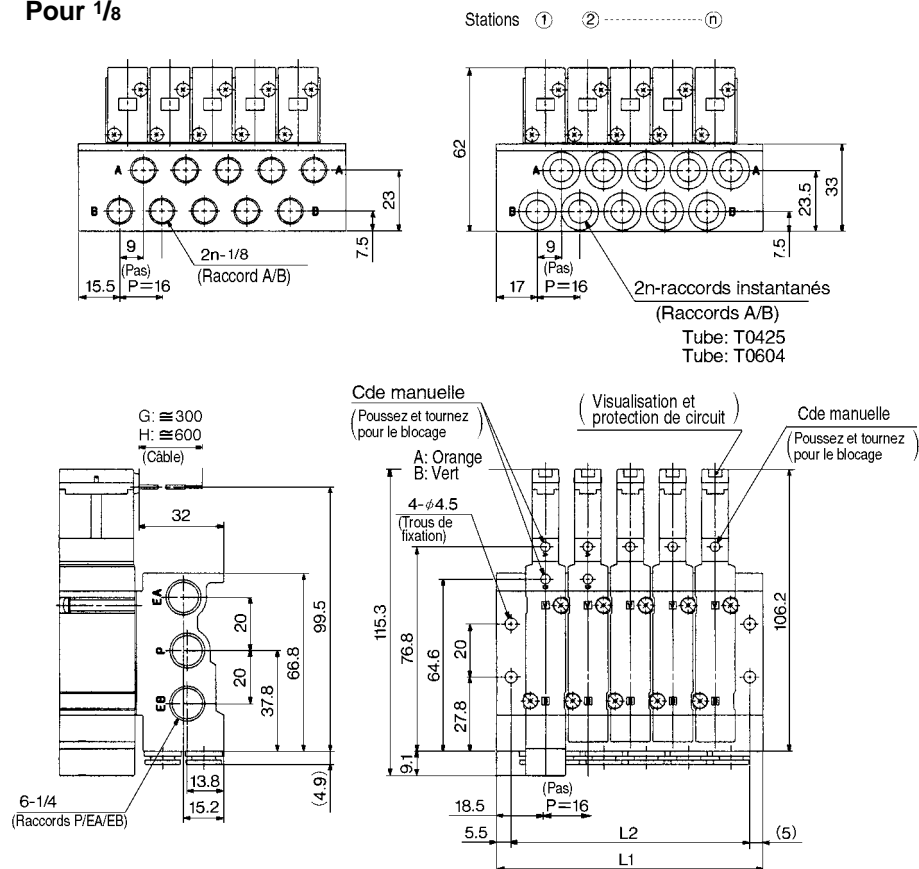 Pour 1/8
Stations ① ② ⓝ
A A
B B
23
7.5
9
(Pas)
15.5 P=16
2n-1/8
(Raccord A/B)
62
A A
B B
23.5
33
7.5
9
(Pas)
17 P=16
2n-raccords instantanés
(Raccords A/B)
Tube: T0425
Tube: T0604
G: ≅300
H: ≅600
(Câble)
32
EA
P
EB
20
20
37.8
66.8
99.5
(4.9)
13.8
15.2
6-1/4
(Raccords P/EA/EB)
Cde manuelle
(Poussez et tournez
pour le blocage)
A: Orange
B: Vert
(Visualisation et
protection de circuit)
Cde manuelle
(Poussez et tournez
pour le blocage)
4-φ4.5
(Trous de
fixation)
115.3
76.8
64.6
20
27.8
9.1
106.2
(Pas)
18.5 P=16
5.5 L2 (5)
L1